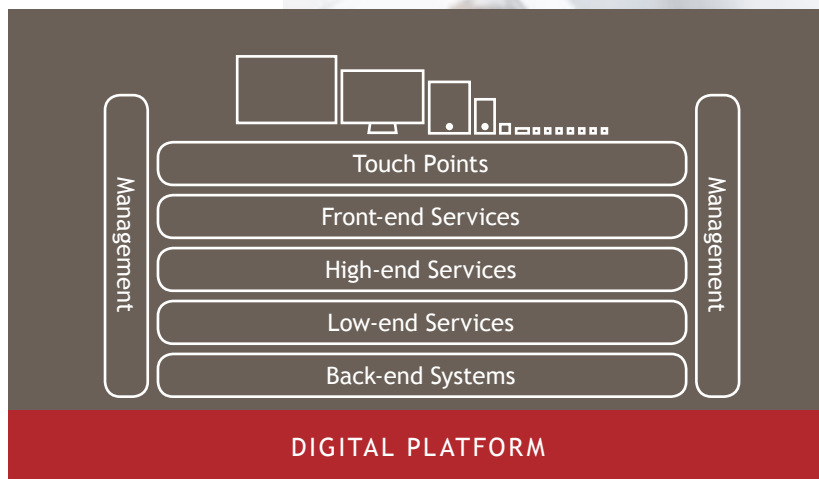 Management
Touch Points
Front-end Services
High-end Services
Low-end Services
Back-end Systems
Management
DIGITAL PLATFORM